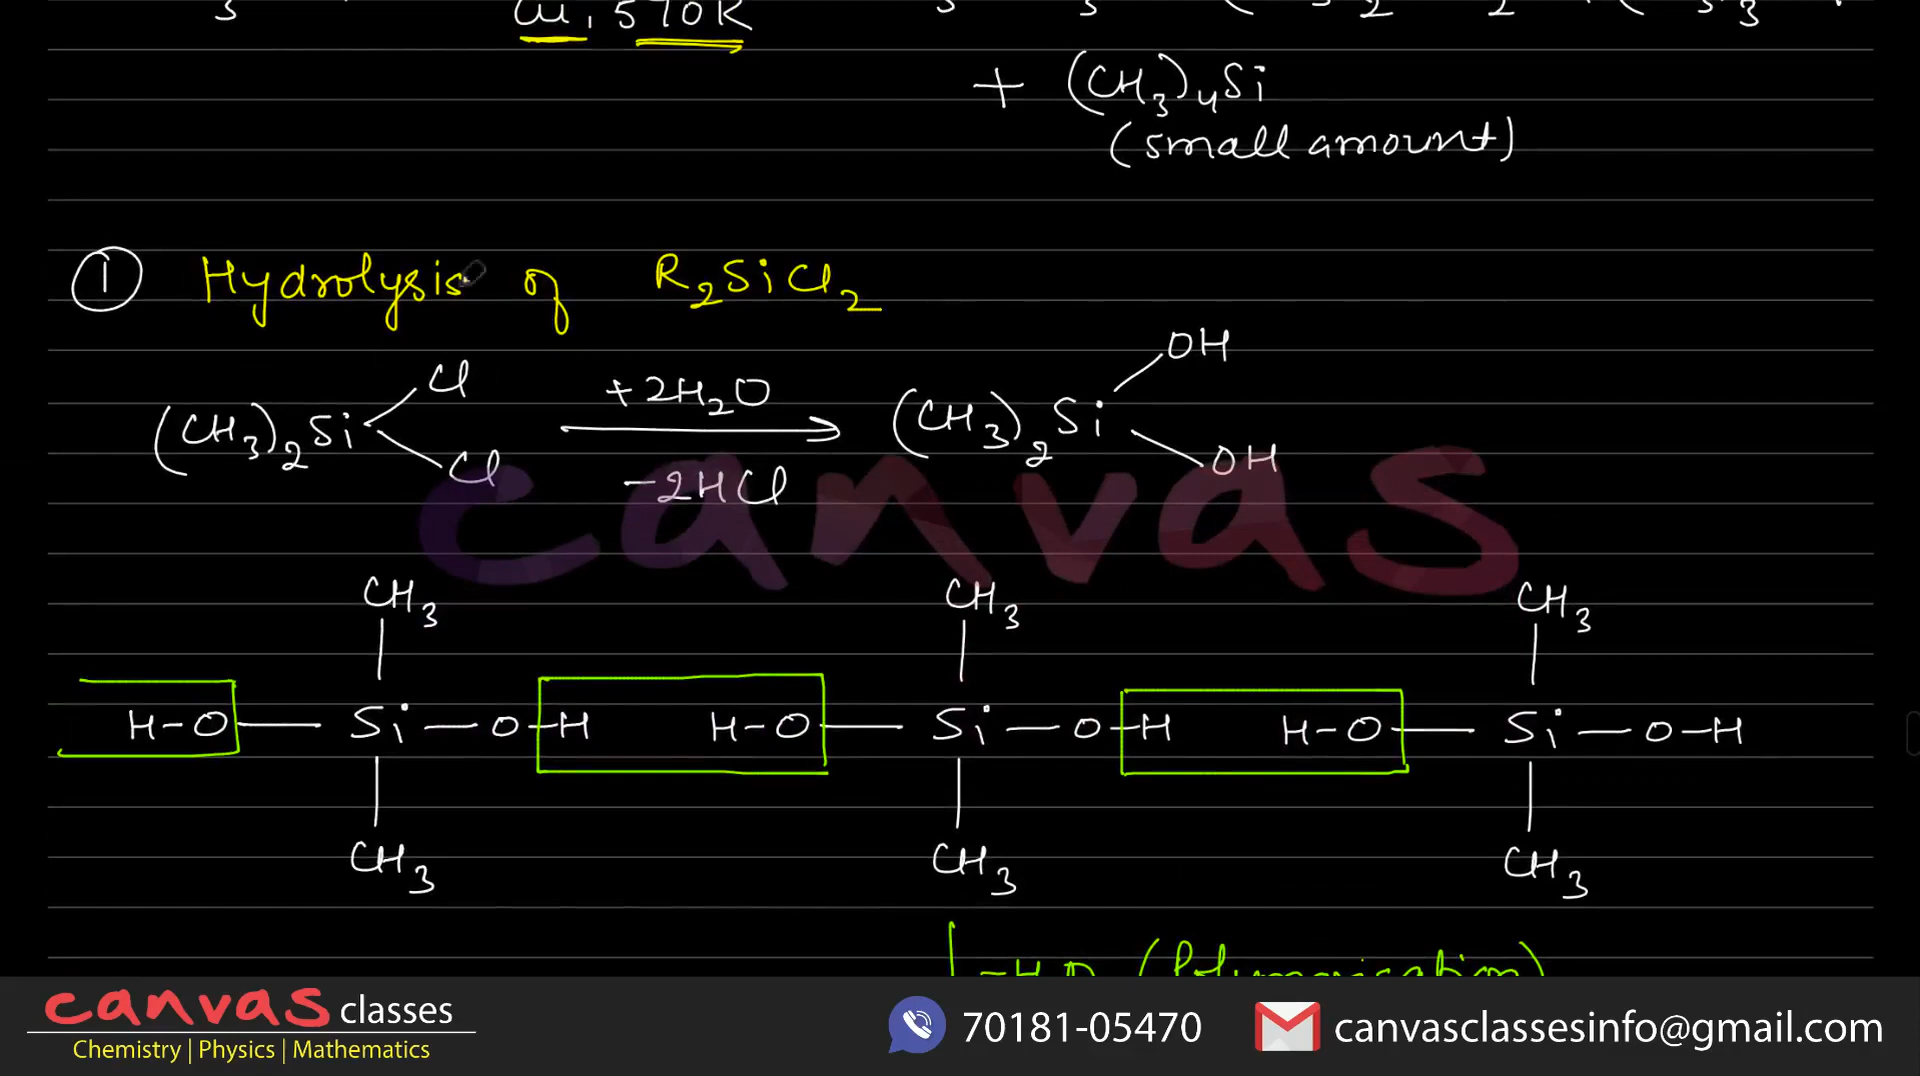 Cu, 570K
+ (CH3)4Si
(small amount)
① Hydrolysis of R2SiCl2
(CH3)2Si Cl Cl +2H2O -2HCl (CH3)2Si OH OH
canvas
CH3 CH3 CH3
H-O — Si — O-H H-O — Si — O-H H-O — Si — O-H
CH3 CH3 CH3
-H2O (Polymerisation)
canvas classes
Chemistry | Physics | Mathematics
70181-05470
canvasclassesinfo@gmail.com